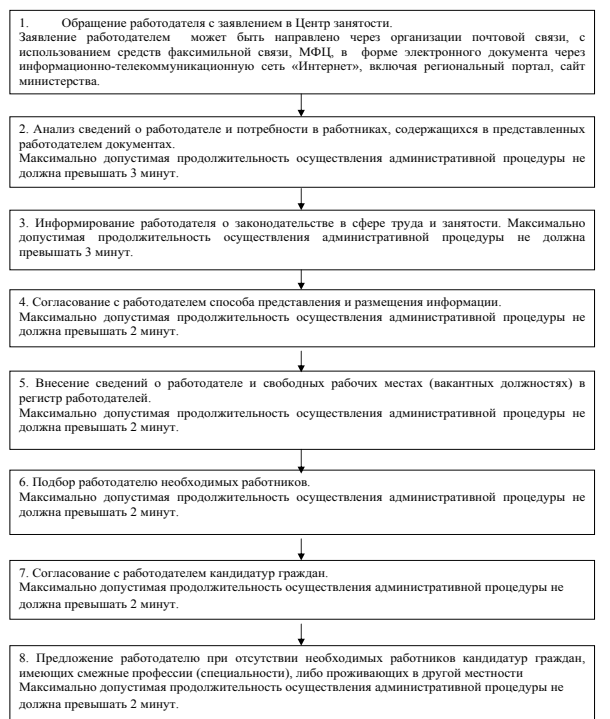 1. Обращение работодателя с заявлением в Центр занятости.
Заявление работодателем может быть направлено через организации почтовой связи, с
использованием средств факсимильной связи, МФЦ, в форме электронного документа через
информационно-телекоммуникационную сеть «Интернет», включая региональный портал, сайт
министерства.
2. Анализ сведений о работодателе и потребности в работниках, содержащихся в представленных
работодателем документах.
Максимально допустимая продолжительность осуществления административной процедуры не
должна превышать 3 минут.
3. Информирование работодателя о законодательстве в сфере труда и занятости. Максимально
допустимая продолжительность осуществления административной процедуры не должна
превышать 3 минут.
4. Согласование с работодателем способа представления и размещения информации.
Максимально допустимая продолжительность осуществления административной процедуры не
должна превышать 2 минут.
5. Внесение сведений о работодателе и свободных рабочих местах (вакантных должностях) в
регистр работодателей.
Максимально допустимая продолжительность осуществления административной процедуры не
должна превышать 2 минут.
6. Подбор работодателю необходимых работников.
Максимально допустимая продолжительность осуществления административной процедуры не
должна превышать 2 минут.
7. Согласование с работодателем кандидатур граждан.
Максимально допустимая продолжительность осуществления административной процедуры не
должна превышать 2 минут.
8. Предложение работодателю при отсутствии необходимых работников кандидатур граждан,
имеющих смежные профессии (специальности), либо проживающих в другой местности
Максимально допустимая продолжительность осуществления административной процедуры не
должна превышать 2 минут.